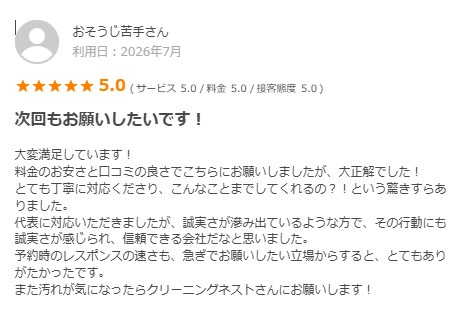 おそうじ苦手さん
利用日：2026年7月
★★★★★ 5.0 ( サービス 5.0 / 料金 5.0 / 接客態度 5.0 )
次回もお願いしたいです！
大変満足しています！
料金のお安さと口コミの良さでこちらにお願いしましたが、大正解でした！
とても丁寧に対応くださり、こんなことまでしてくれるの？！という驚きすらあ
りました。
代表に対応いただきましたが、誠実さが滲み出ているような方で、その行動にも
誠実さが感じられ、信頼できる会社だなと思いました。
予約時のレスポンスの速さも、急ぎでお願いしたい立場からすると、とてもあり
がたかったです。
また汚れが気になったらクリーニングネストさんにお願いします！